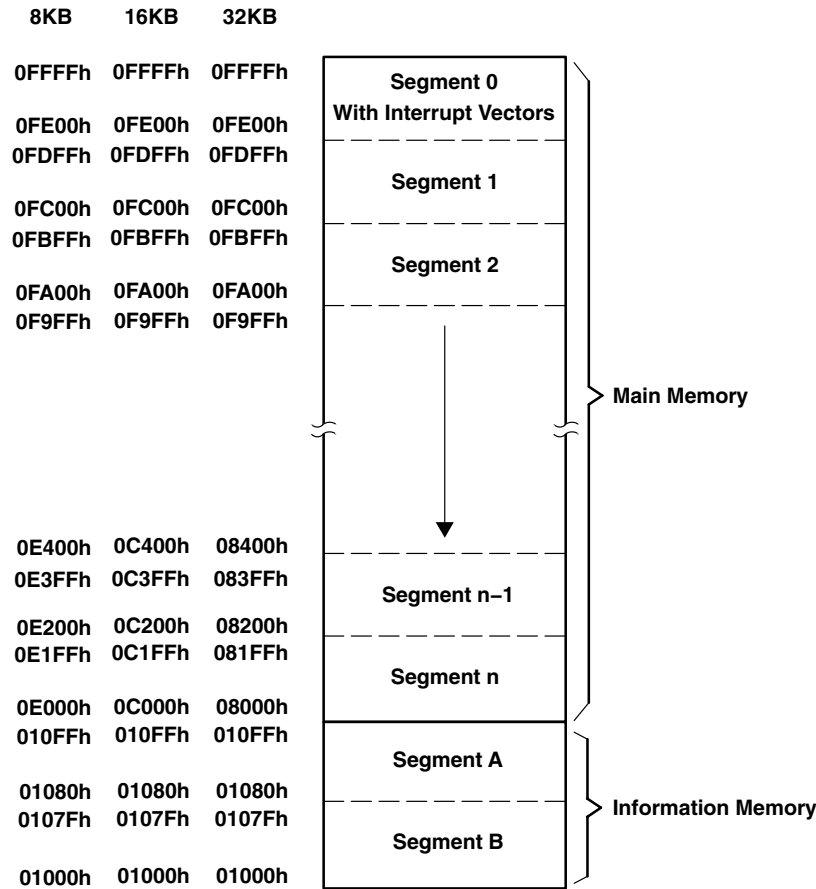 8KB 16KB 32KB
0FFFFh 0FFFFh 0FFFFh
Segment 0
With Interrupt Vectors
0FE00h 0FE00h 0FE00h
0FDFFh 0FDFFh 0FDFFh
Segment 1
0FC00h 0FC00h 0FC00h
0FBFFh 0FBFFh 0FBFFh
Segment 2
0FA00h 0FA00h 0FA00h
0F9FFh 0F9FFh 0F9FFh
Main Memory
0E400h 0C400h 08400h
0E3FFh 0C3FFh 083FFh
Segment n−1
0E200h 0C200h 08200h
0E1FFh 0C1FFh 081FFh
Segment n
0E000h 0C000h 08000h
010FFh 010FFh 010FFh
Segment A
01080h 01080h 01080h
0107Fh 0107Fh 0107Fh
Information Memory
Segment B
01000h 01000h 01000h